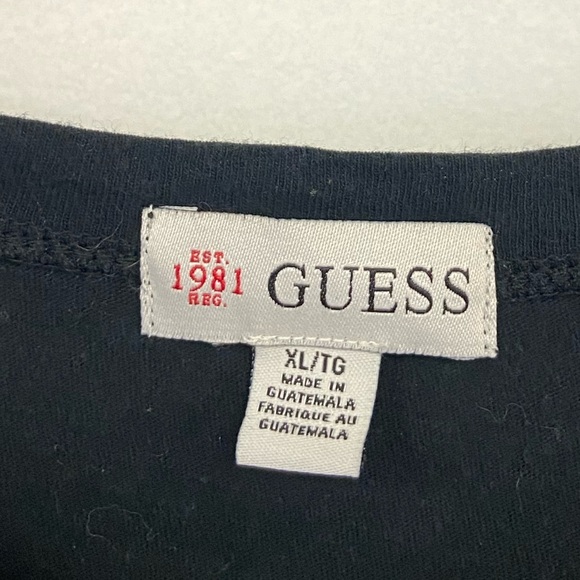 EST.
1981
REG.
GUESS
XL/TG
MADE IN
GUATEMALA
FABRIQUE AU
GUATEMALA